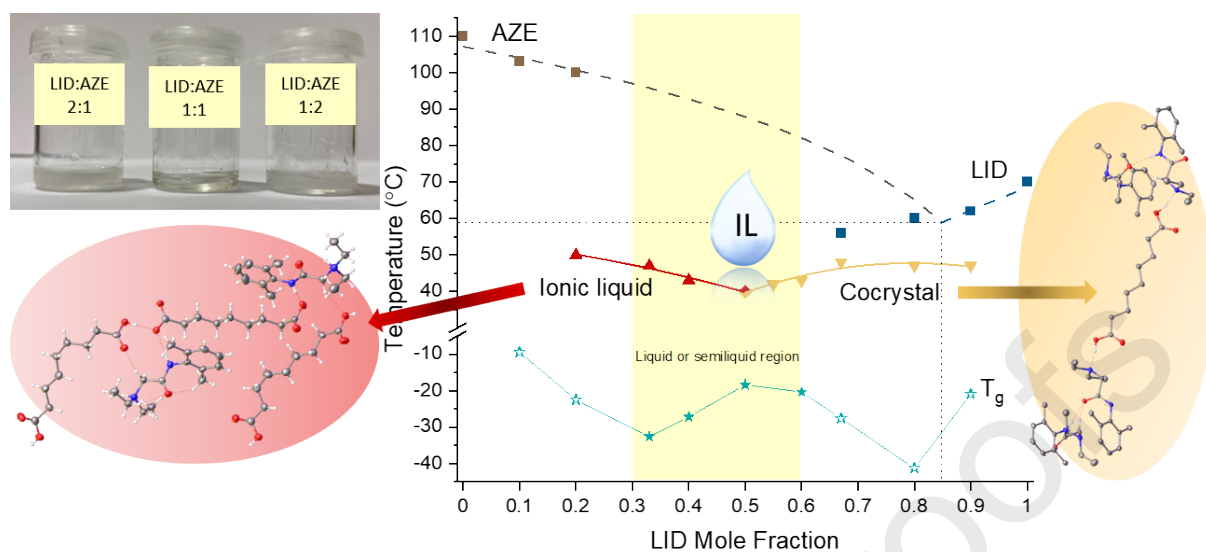 LID:AZE
2:1
LID:AZE
1:1
LID:AZE
1:2
Temperature (°C)
110
100
90
80
70
60
50
40
-10
-20
-30
-40
AZE
LID
IL
Ionic liquid
Cocrystal
Liquid or semiliquid region
Tg
0 0.1 0.2 0.3 0.4 0.5 0.6 0.7 0.8 0.9 1
LID Mole Fraction
oofs